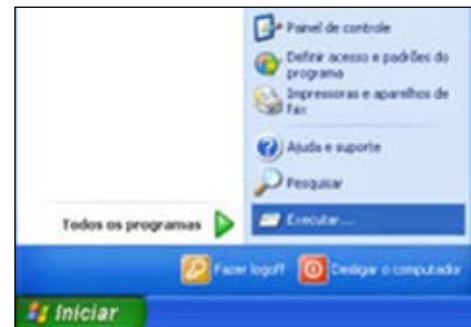 Painel de controle
Definir acesso e padrões do
programa
Impressoras e aparelhos de
fax
Ajuda e suporte
Pesquisar
Todos os programas
Executar...
Fazer logoff
Desligar o computador
Iniciar